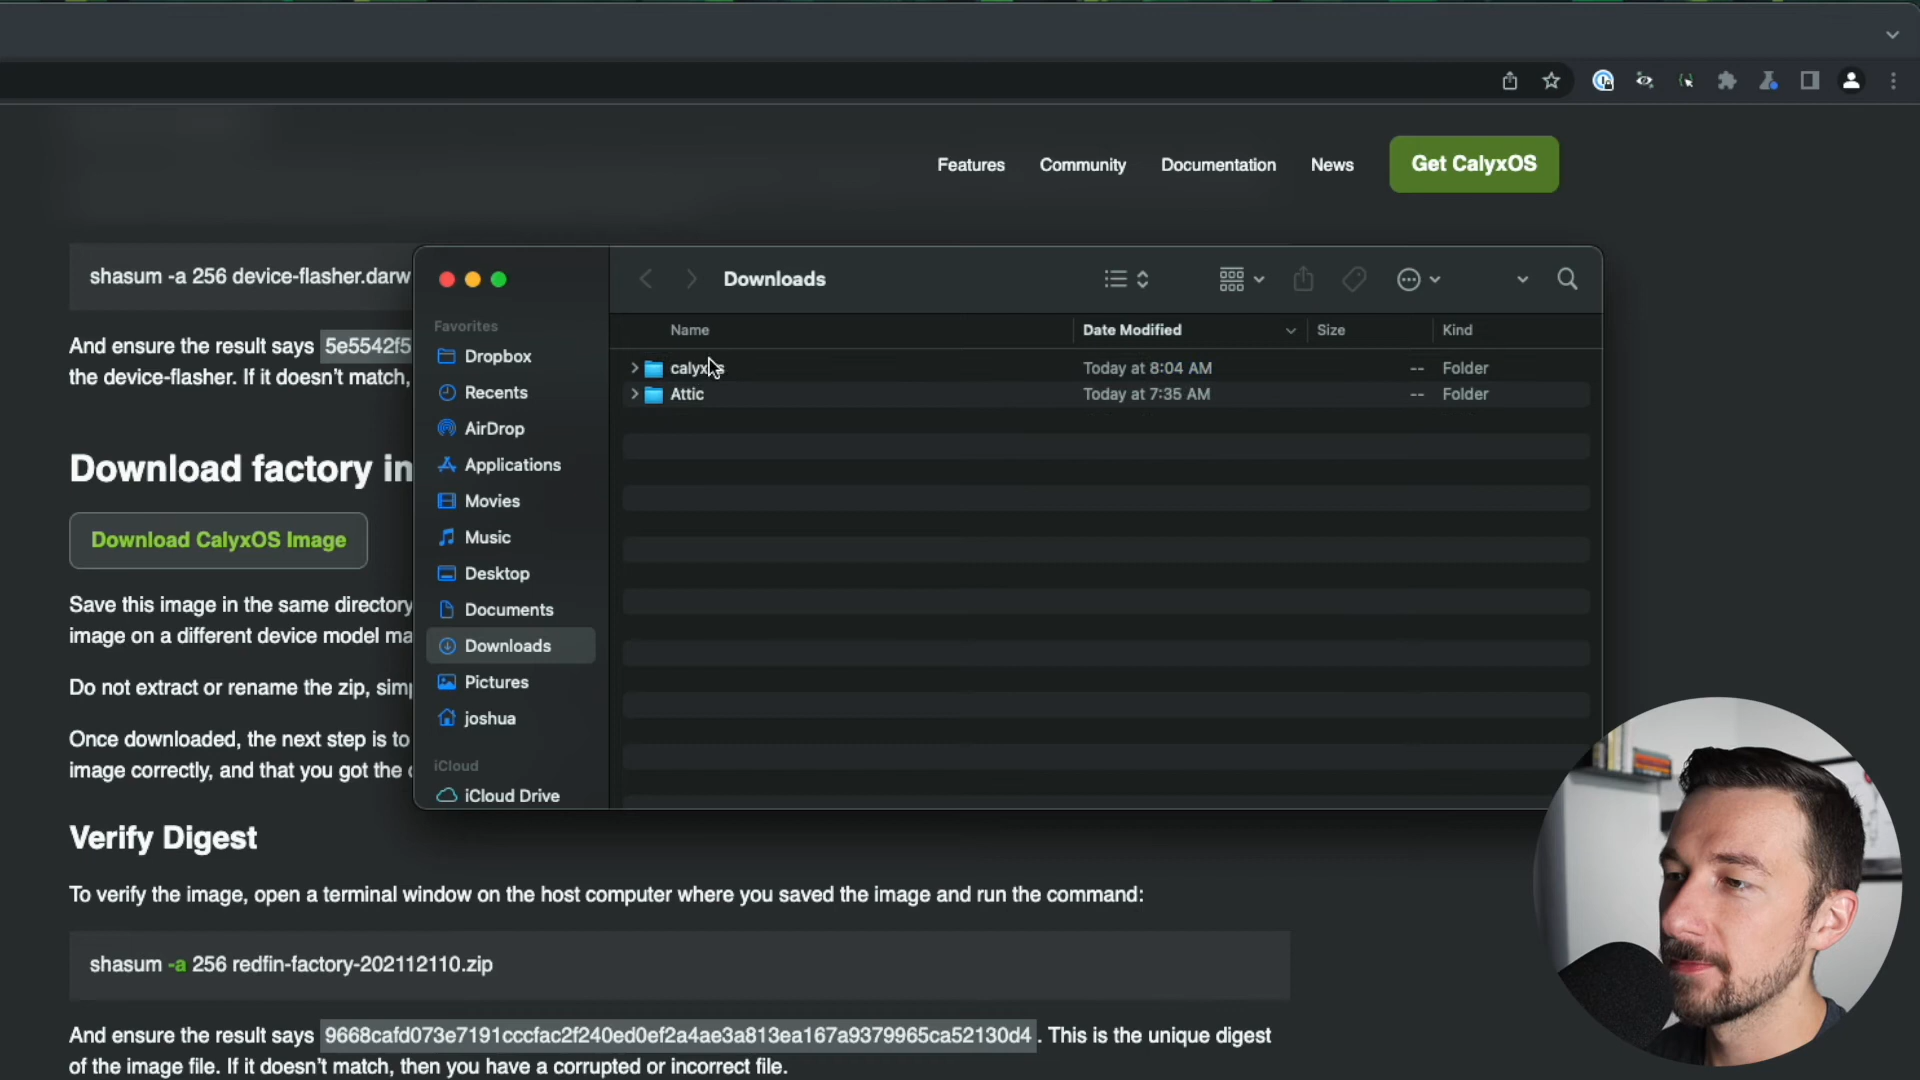 Features Community Documentation News Get CalyxOS
shasum -a 256 device-flasher.darw
And ensure the result says 5e5542f5
the device-flasher. If it doesn't match,
Download factory in
Download CalyxOS Image
Save this image in the same directory
image on a different device model ma
Do not extract or rename the zip, simp
Once downloaded, the next step is to
image correctly, and that you got the
Verify Digest
To verify the image, open a terminal window on the host computer where you saved the image and run the command:
shasum -a 256 redfin-factory-202112110.zip
And ensure the result says 9668cafd073e7191cccfac2f240ed0ef2a4ae3a813ea167a9379965ca52130d4 . This is the unique digest
of the image file. If it doesn't match, then you have a corrupted or incorrect file.
Downloads
Favorites
Dropbox
Recents
AirDrop
Applications
Movies
Music
Desktop
Documents
Downloads
Pictures
joshua
iCloud
iCloud Drive
Name Date Modified Size Kind
Today at 8:04 AM -- Folder
Attic Today at 7:35 AM -- Folder